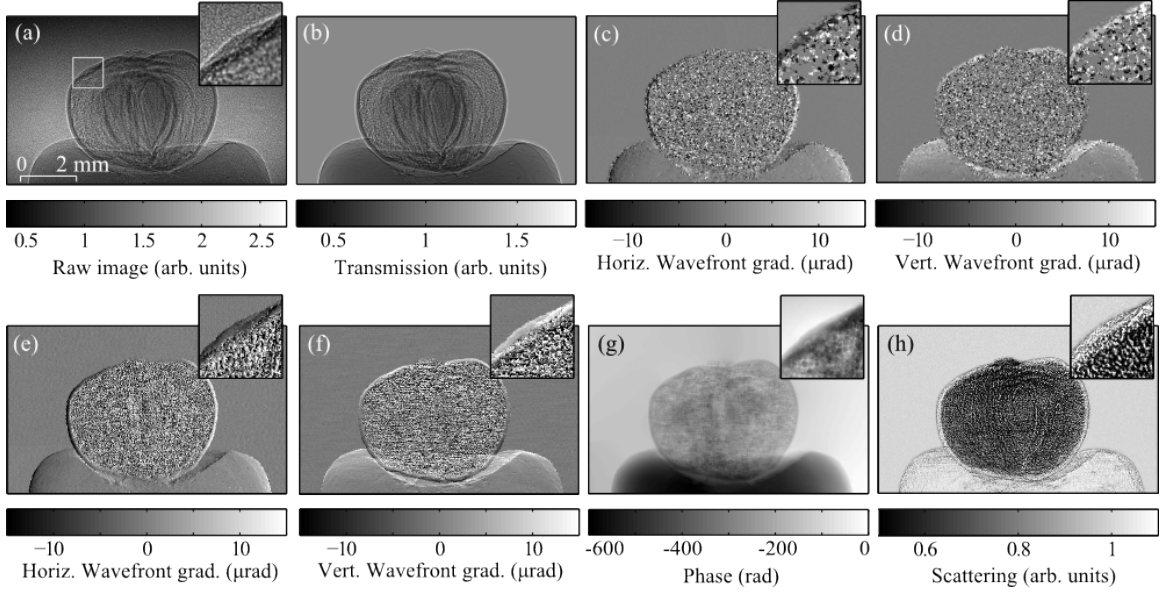 (a)
(b)
(c)
(d)
0 2 mm
0.5 1 1.5 2 2.5
Raw image (arb. units)
0.5 1 1.5
Transmission (arb. units)
−10 0 10
Horiz. Wavefront grad. (μrad)
−10 0 10
Vert. Wavefront grad. (μrad)
(e)
(f)
(g)
(h)
−10 0 10
Horiz. Wavefront grad. (μrad)
−10 0 10
Vert. Wavefront grad. (μrad)
-600 -400 -200 0
Phase (rad)
0.6 0.8 1
Scattering (arb. units)